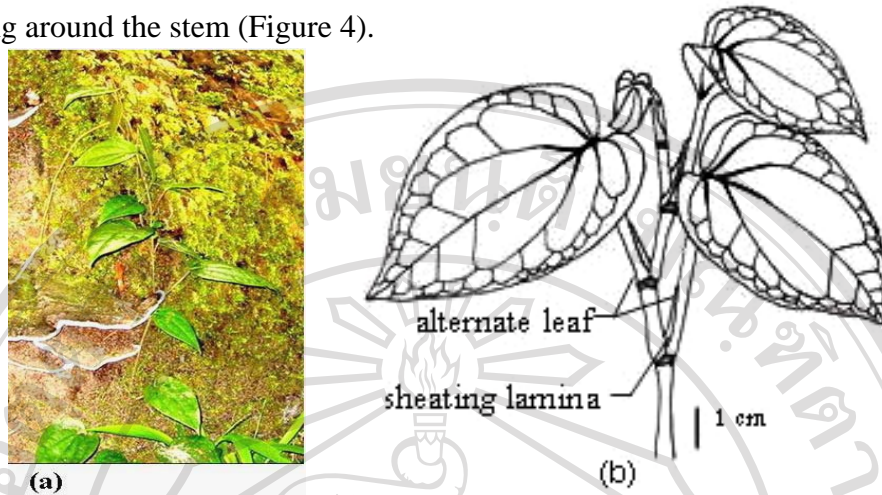 g around the stem (Figure 4).
alternate leaf
sheating lamina
1 cm
(a)
(b)